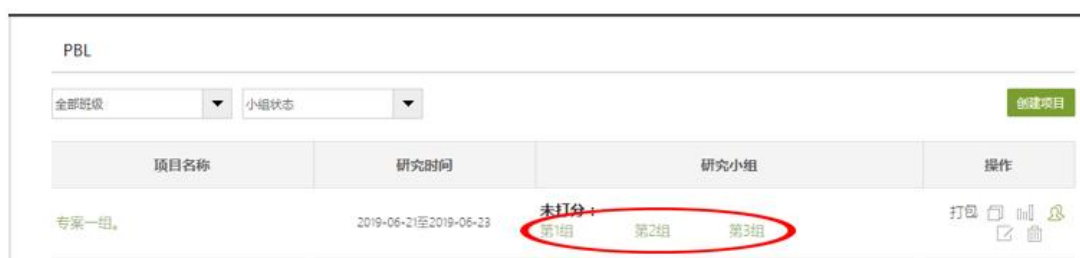 PBL
全部班级 小组状态 创建项目
项目名称 研究时间 研究小组 操作
未打分：
专案一组。 2019-06-21至2019-06-23 第1组 第2组 第3组 打包